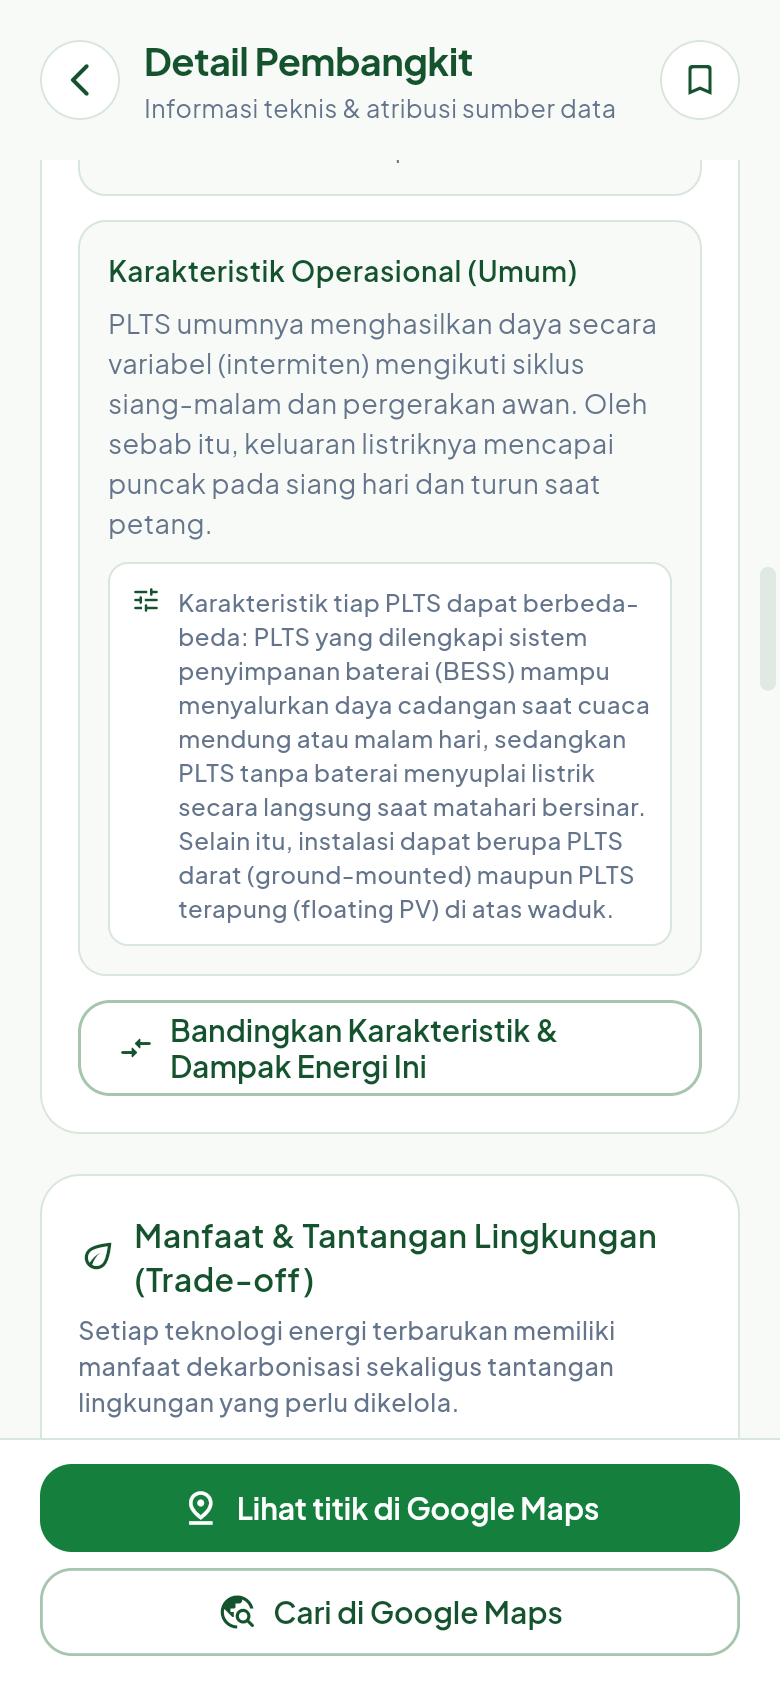 Detail Pembangkit
Informasi teknis & atribusi sumber data
Karakteristik Operasional (Umum)
PLTS umumnya menghasilkan daya secara
variabel (intermiten) mengikuti siklus
siang-malam dan pergerakan awan. Oleh
sebab itu, keluaran listriknya mencapai
puncak pada siang hari dan turun saat
petang.
Karakteristik tiap PLTS dapat berbeda-
beda: PLTS yang dilengkapi sistem
penyimpanan baterai (BESS) mampu
menyalurkan daya cadangan saat cuaca
mendung atau malam hari, sedangkan
PLTS tanpa baterai menyuplai listrik
secara langsung saat matahari bersinar.
Selain itu, instalasi dapat berupa PLTS
darat (ground-mounted) maupun PLTS
terapung (floating PV) di atas waduk.
Bandingkan Karakteristik &
Dampak Energi Ini
Manfaat & Tantangan Lingkungan
(Trade-off)
Setiap teknologi energi terbarukan memiliki
manfaat dekarbonisasi sekaligus tantangan
lingkungan yang perlu dikelola.
Lihat titik di Google Maps
Cari di Google Maps